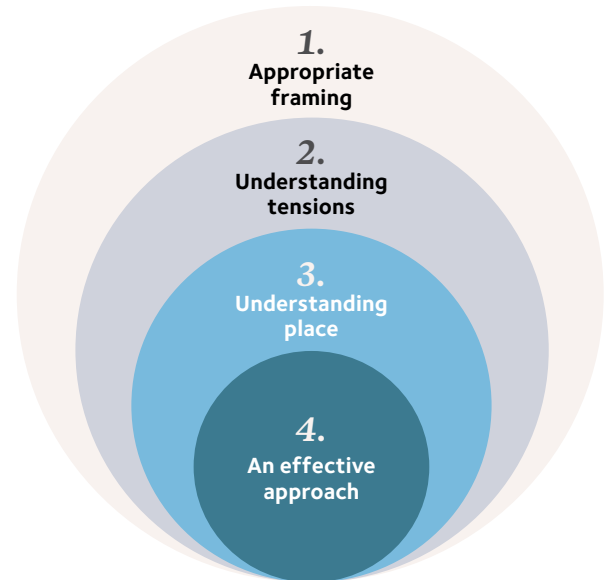 1.
Appropriate
framing
2.
Understanding
tensions
3.
Understanding
place
4.
An effective
approach